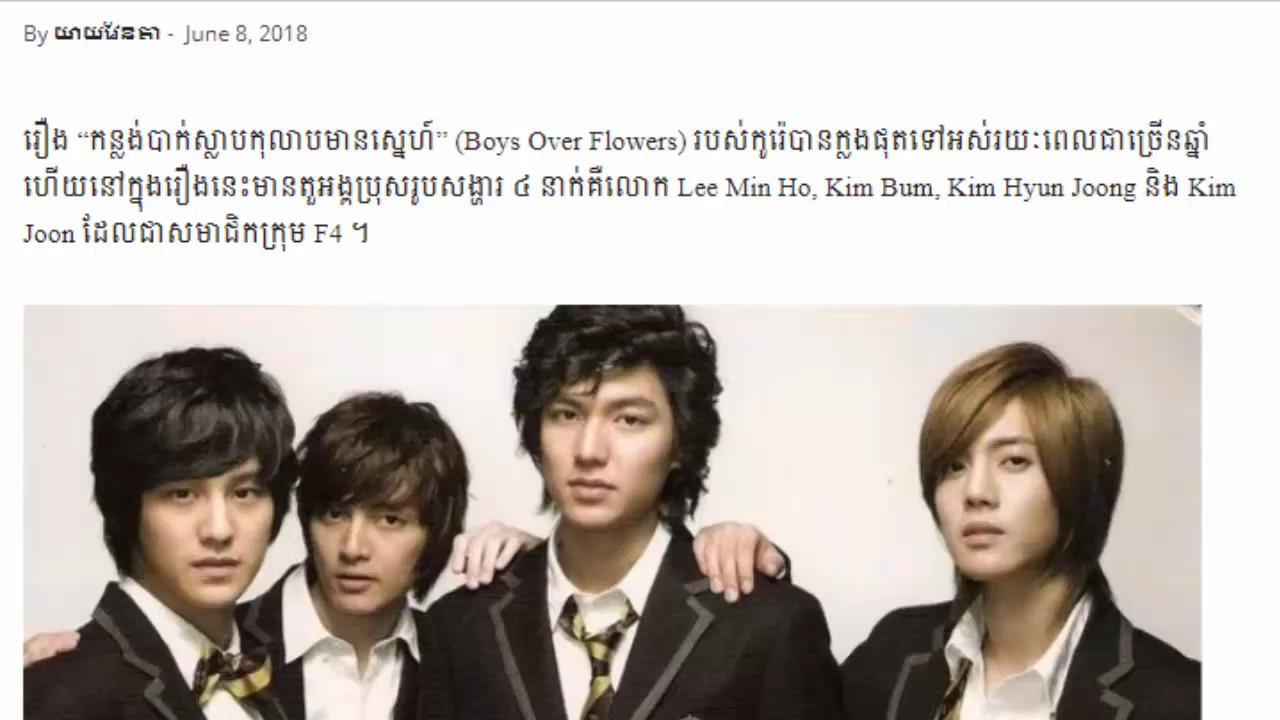 By យាយវែនតា - June 8, 2018
រឿង “កន្លង់បាក់ស្លាបកុលាបមានស្នេហ៍” (Boys Over Flowers) របស់កូរ៉េបានក្លងផុតទៅអស់រយៈពេលជាច្រើនឆ្នាំ
ហើយនៅក្នុងរឿងនេះមានតួអង្គប្រុសរូបសង្ហារ ៤ នាក់គឺលោក Lee Min Ho, Kim Bum, Kim Hyun Joong និង Kim
Joon ដែលជាសមាជិកក្រុម F4 ។